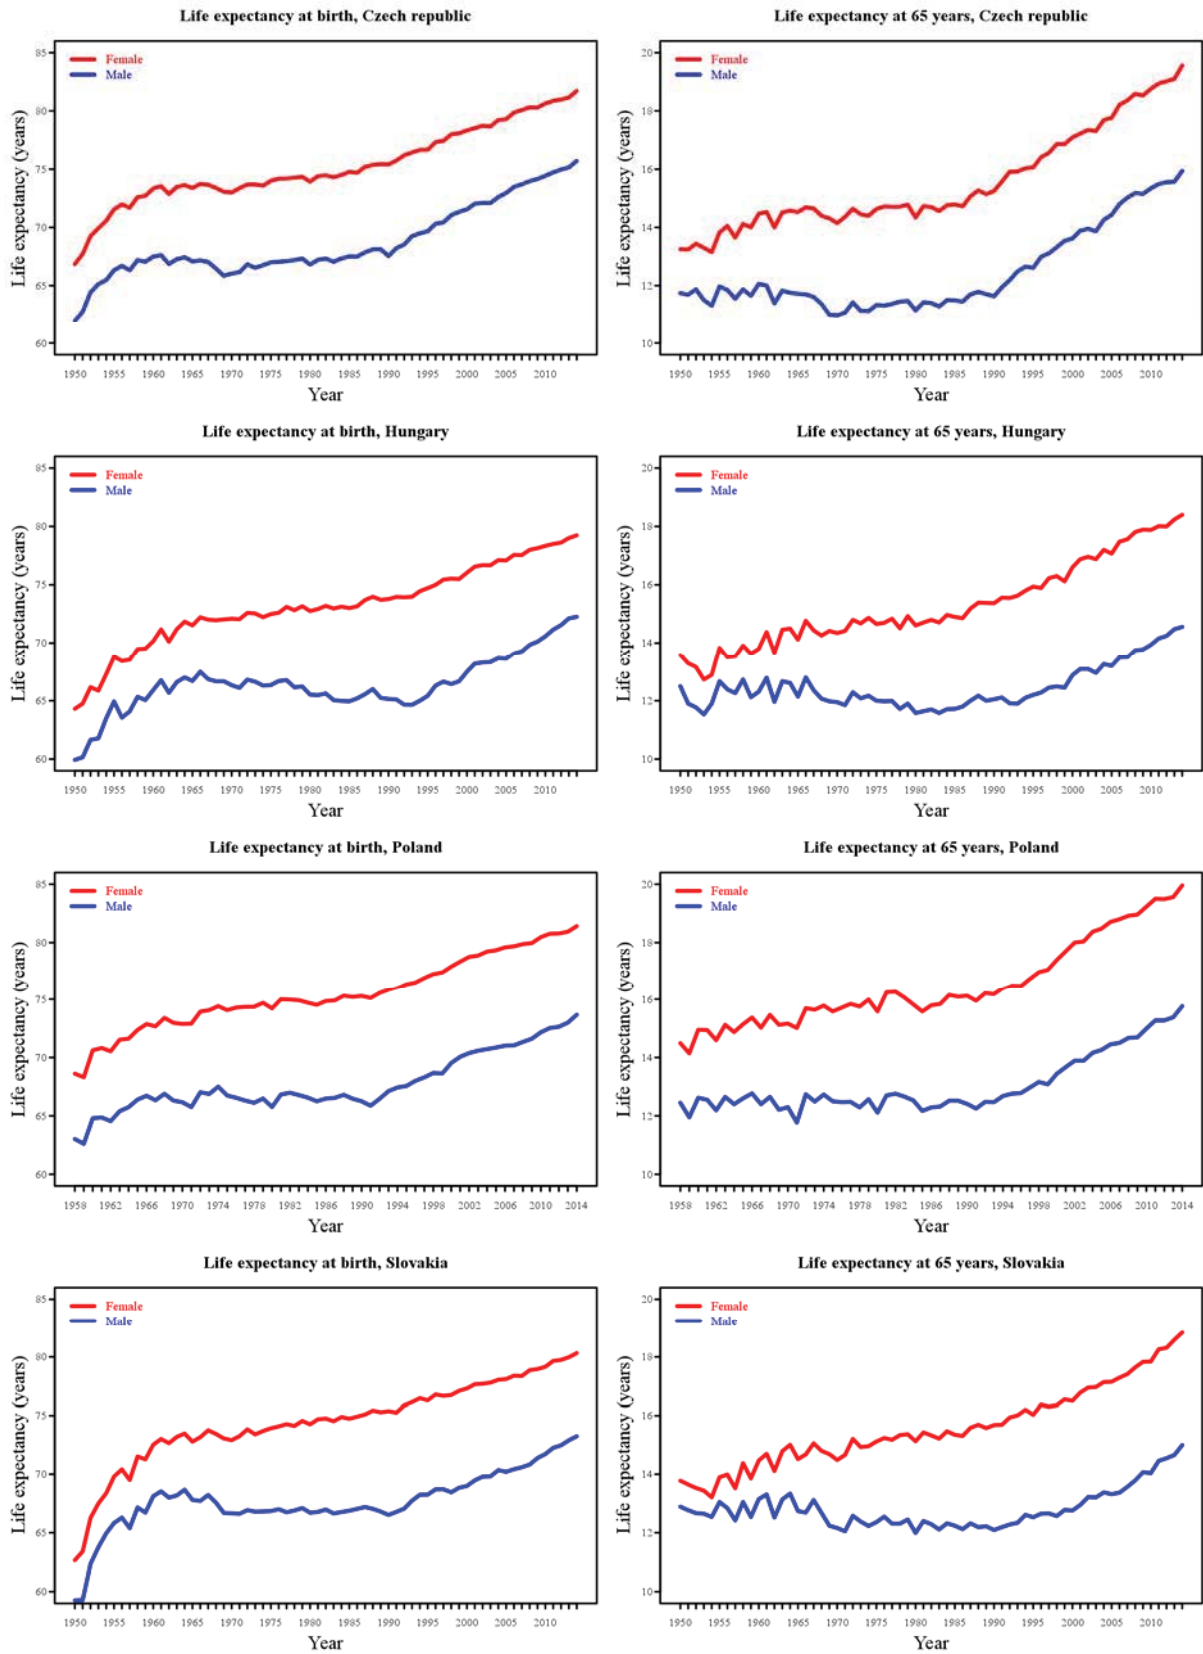 Life expectancy at birth, Czech republic
Life expectancy (years)
85
80
75
70
65
60
Female
Male
1950 1955 1960 1965 1970 1975 1980 1985 1990 1995 2000 2005 2010
Year
Life expectancy at 65 years, Czech republic
Life expectancy (years)
20
18
16
14
12
10
Female
Male
1950 1955 1960 1965 1970 1975 1980 1985 1990 1995 2000 2005 2010
Year
Life expectancy at birth, Hungary
Life expectancy (years)
85
80
75
70
65
60
Female
Male
1950 1955 1960 1965 1970 1975 1980 1985 1990 1995 2000 2005 2010
Year
Life expectancy at 65 years, Hungary
Life expectancy (years)
20
18
16
14
12
10
Female
Male
1950 1955 1960 1965 1970 1975 1980 1985 1990 1995 2000 2005 2010
Year
Life expectancy at birth, Poland
Life expectancy (years)
85
80
75
70
65
60
Female
Male
1958 1962 1966 1970 1974 1978 1982 1986 1990 1994 1998 2002 2006 2010 2014
Year
Life expectancy at 65 years, Poland
Life expectancy (years)
20
18
16
14
12
10
Female
Male
1958 1962 1966 1970 1974 1978 1982 1986 1990 1994 1998 2002 2006 2010 2014
Year
Life expectancy at birth, Slovakia
Life expectancy (years)
85
80
75
70
65
60
Female
Male
1950 1955 1960 1965 1970 1975 1980 1985 1990 1995 2000 2005 2010
Year
Life expectancy at 65 years, Slovakia
Life expectancy (years)
20
18
16
14
12
10
Female
Male
1950 1955 1960 1965 1970 1975 1980 1985 1990 1995 2000 2005 2010
Year